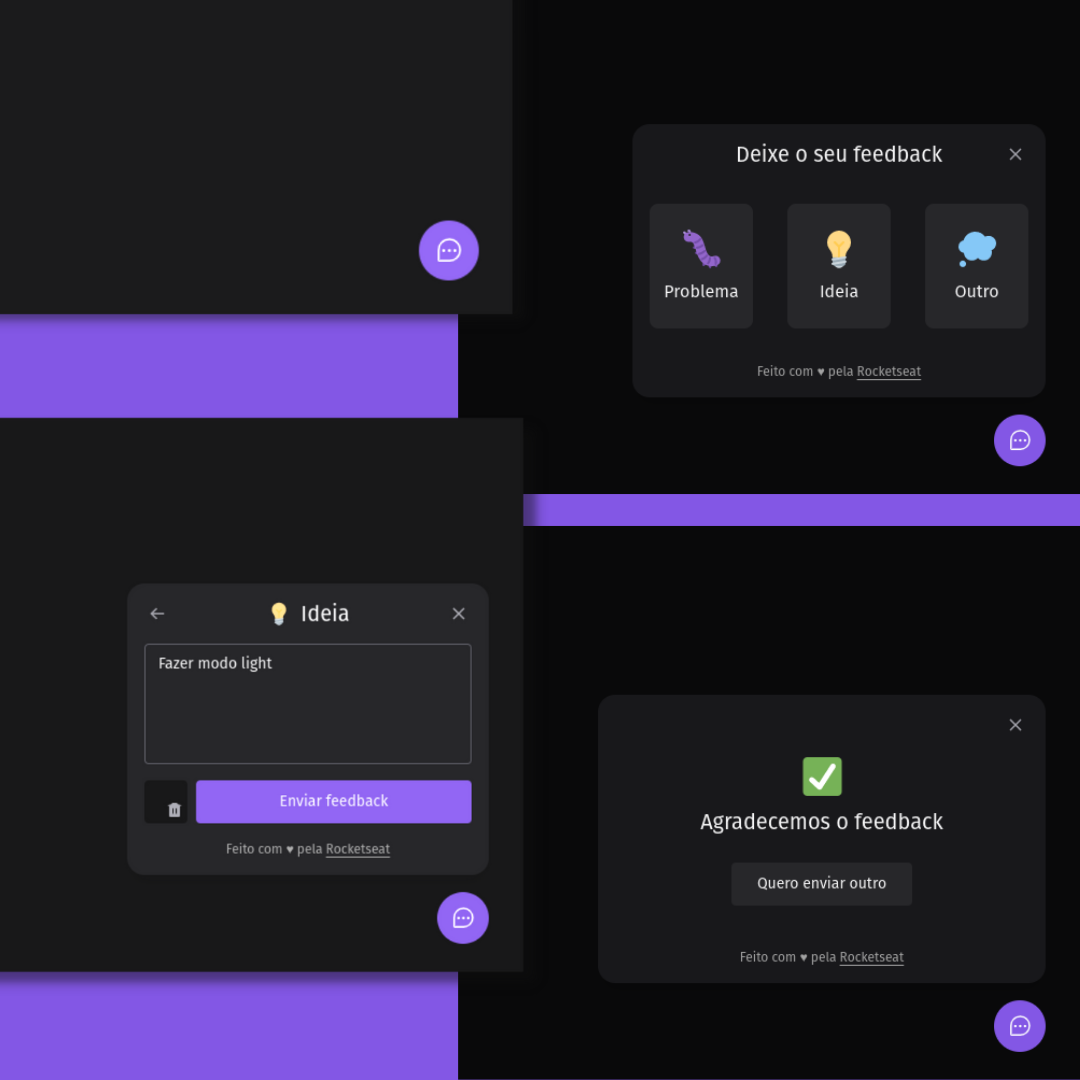 Deixe o seu feedback
Problema
Ideia
Outro
Feito com ♥ pela Rocketseat
Ideia
Fazer modo light
Enviar feedback
Feito com ♥ pela Rocketseat
Agradecemos o feedback
Quero enviar outro
Feito com ♥ pela Rocketseat